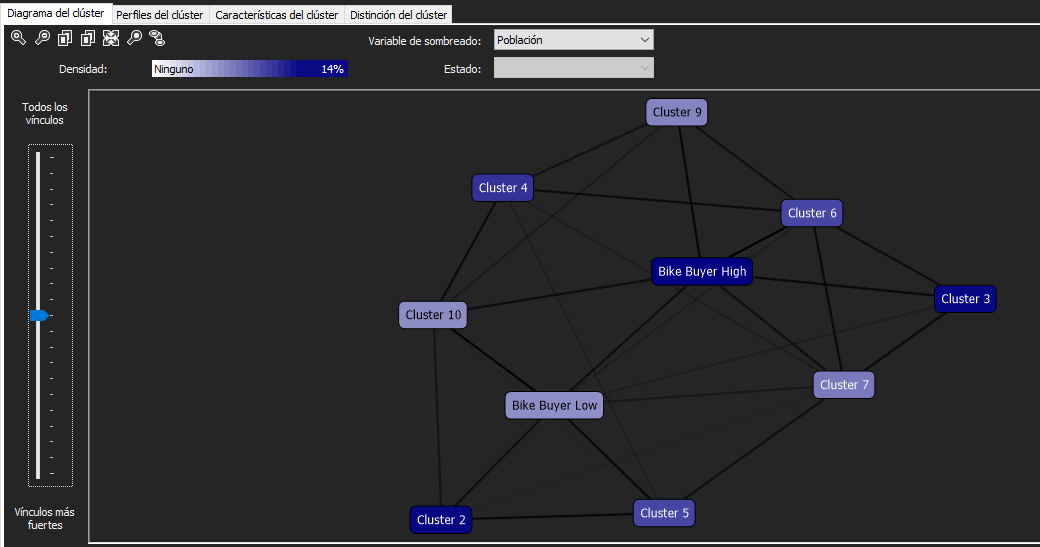 Diagrama del clúster
Perfiles del clúster
Características del clúster
Distinción del clúster
Variable de sombreado:
Población
Densidad:
Ninguno
14%
Estado:
Todos los
vínculos
Cluster 9
Cluster 4
Cluster 6
Bike Buyer High
Cluster 3
Cluster 10
Cluster 7
Bike Buyer Low
Cluster 5
Cluster 2
Vínculos más
fuertes